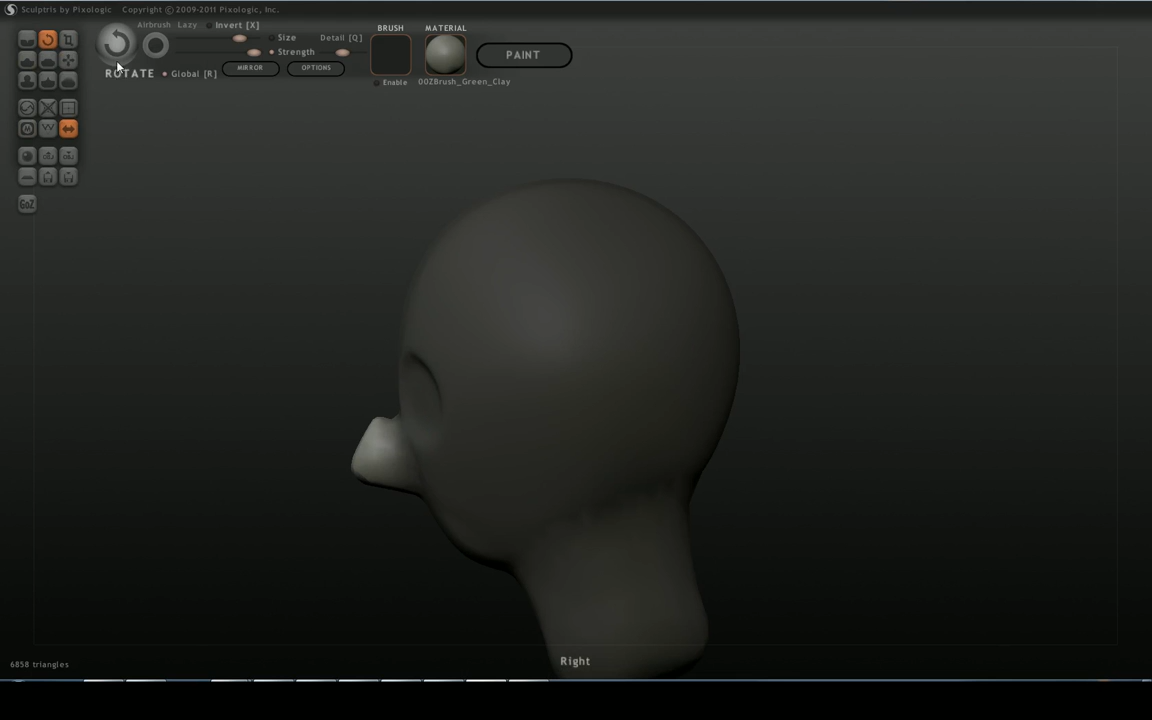 Sculptris by Pixologic Copyright © 2009-2011 Pixologic, Inc.
Airbrush Lazy Invert [X]
BRUSH MATERIAL
Size Detail [Q]
Strength
PAINT
ROTATE Global [R] MIRROR OPTIONS
Enable 00ZBrush_Green_Clay
M
GoZ
Right
6858 triangles